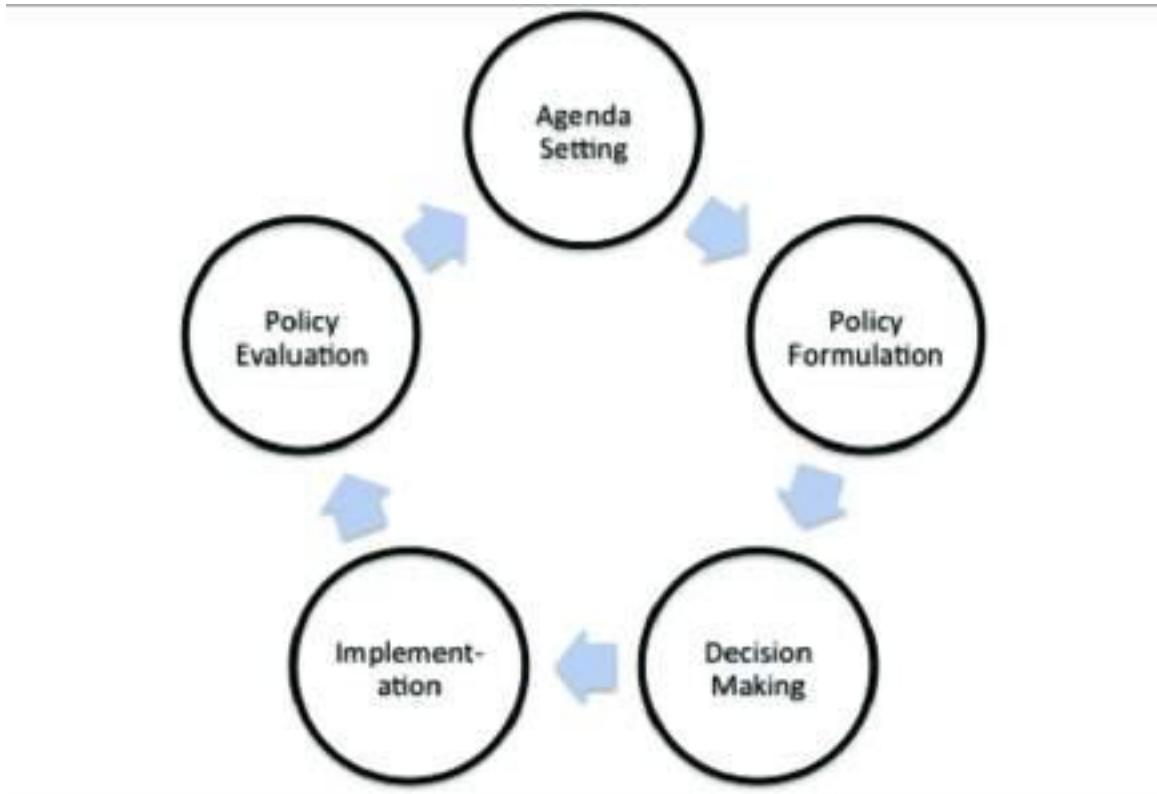 Agenda
Setting
Policy
Formulation
Decision
Making
Implement-
ation
Policy
Evaluation